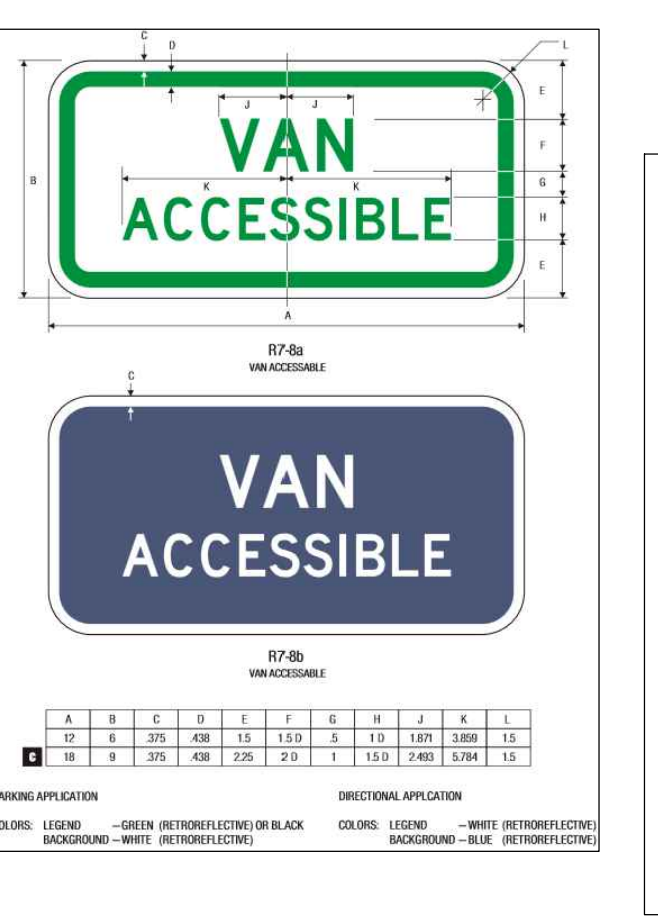 C
D
L
J J
E
VAN
F
B
K K
G
ACCESSIBLE
H
E
A
R7-8a
VAN ACCESSABLE
C
VAN
ACCESSIBLE
R7-8b
VAN ACCESSABLE
A B C D E F G H J K L
12 6 .375 .438 1.5 1.5 D .5 1 D 1.871 3.859 1.5
C 18 9 .375 .438 2.25 2 D 1 1.5 D 2.493 5.784 1.5
ARKING APPLICATION DIRECTIONAL APPLCATION
OLORS: LEGEND – GREEN (RETROREFLECTIVE) OR BLACK COLORS: LEGEND – WHITE (RETROREFLECTIVE)
BACKGROUND – WHITE (RETROREFLECTIVE) BACKGROUND – BLUE (RETROREFLECTIVE)